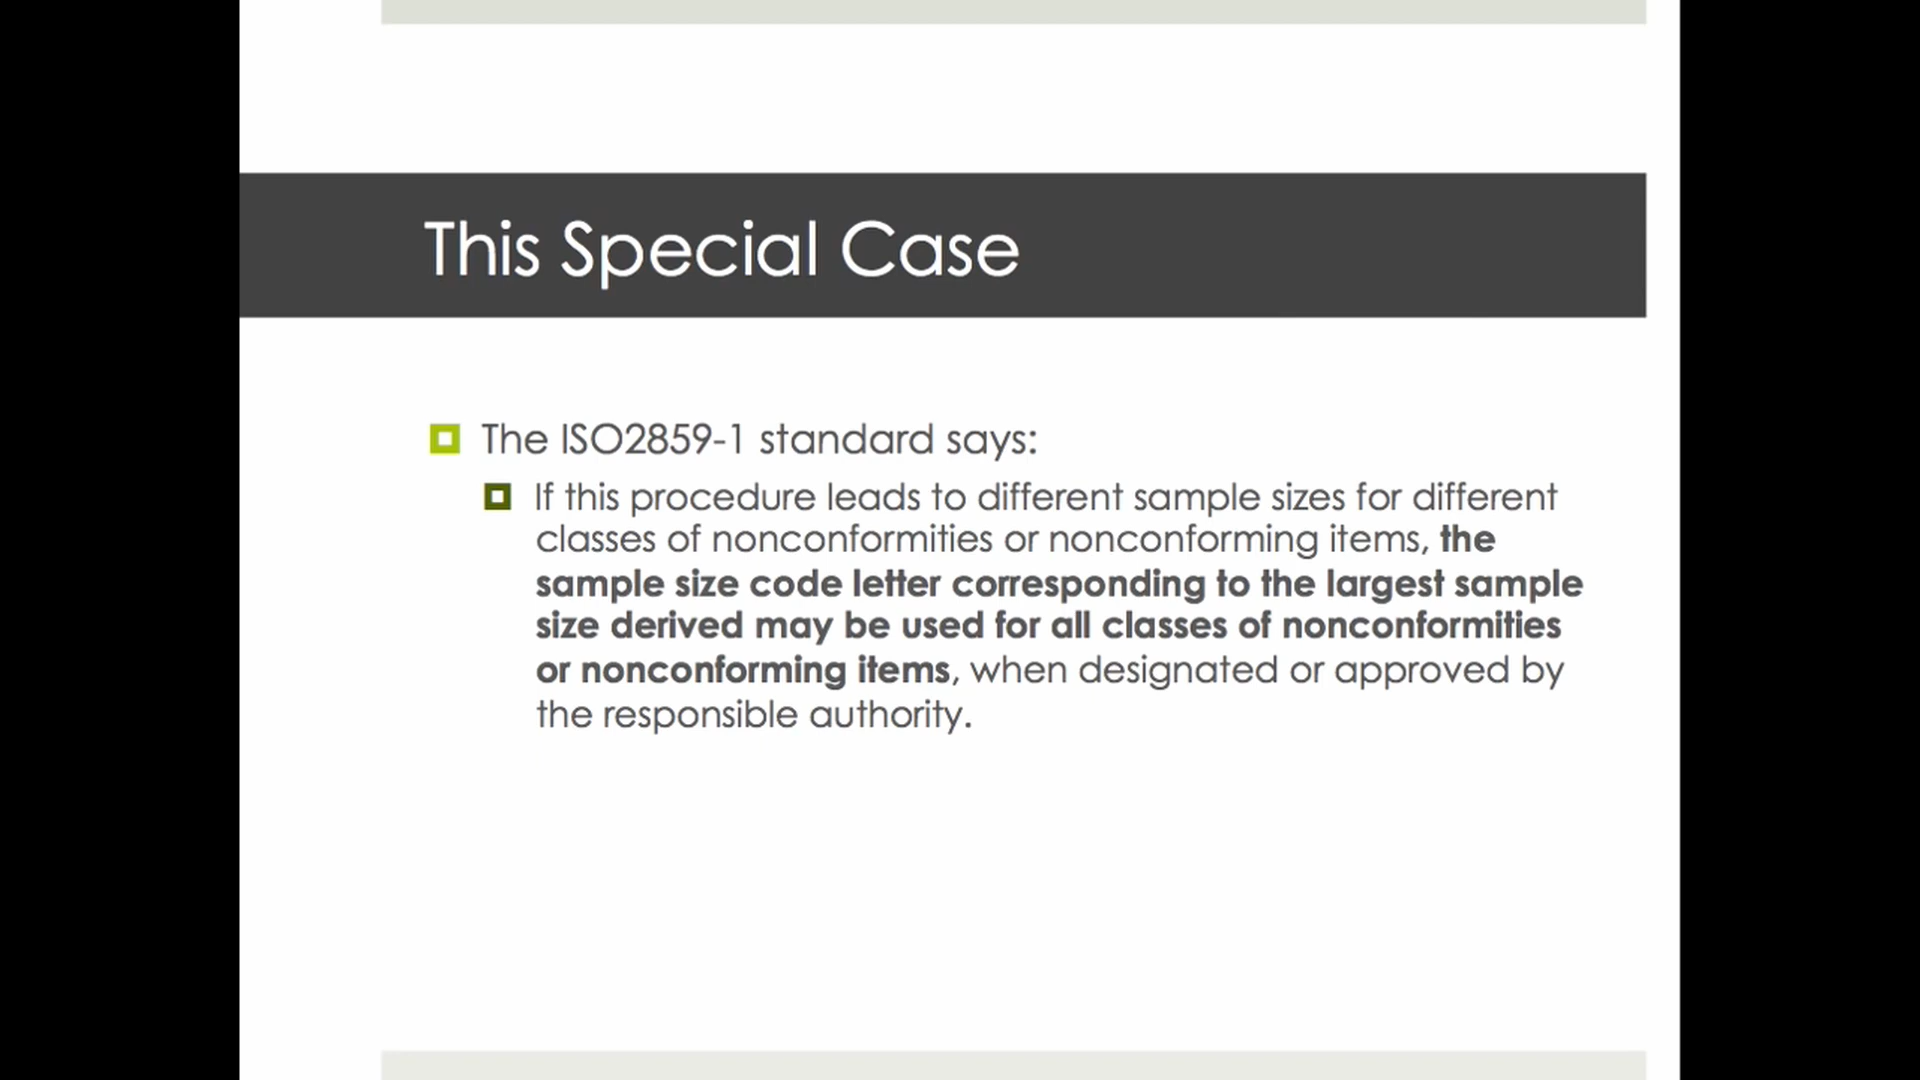 This Special Case
The ISO2859-1 standard says:
If this procedure leads to different sample sizes for different
classes of nonconformities or nonconforming items, the
sample size code letter corresponding to the largest sample
size derived may be used for all classes of nonconformities
or nonconforming items, when designated or approved by
the responsible authority.